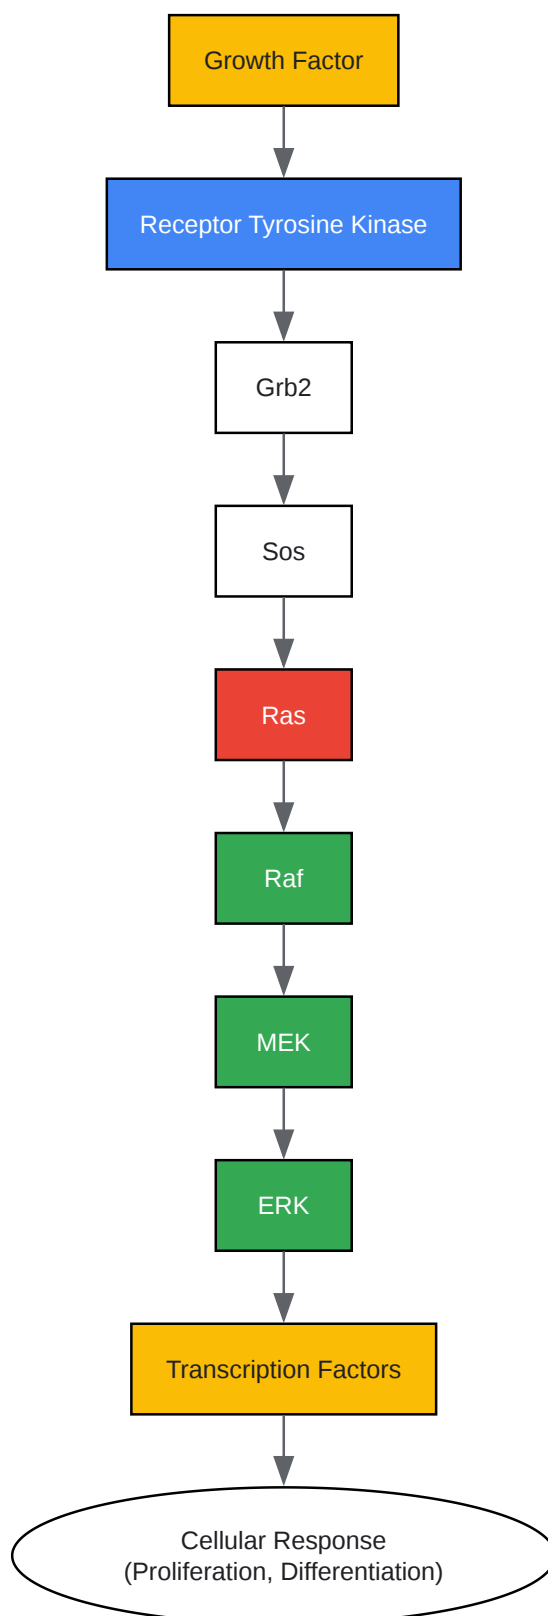 Growth Factor
Receptor Tyrosine Kinase
Grb2
Sos
Ras
Raf
MEK
ERK
Transcription Factors
Cellular Response
(Proliferation, Differentiation)